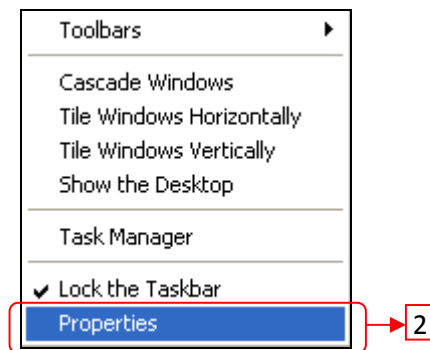 Toolbars
Cascade Windows
Tile Windows Horizontally
Tile Windows Vertically
Show the Desktop
Task Manager
Lock the Taskbar
Properties
2